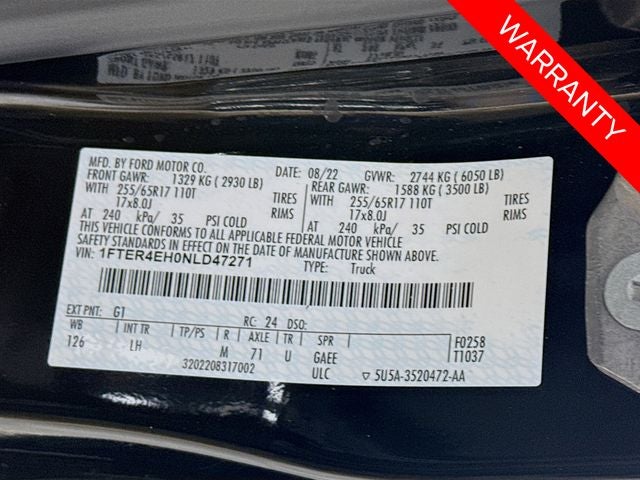 WARRANTY
MFD. BY FORD MOTOR CO. DATE: 08/22 GVWR: 2744 KG ( 6050 LB)
FRONT GAWR: 1329 KG ( 2930 LB) REAR GAWR: 1588 KG ( 3500 LB)
WITH 255/65R17 110T TIRES WITH 255/65R17 110T TIRES
17x8.0J RIMS 17x8.0J RIMS
AT 240 kPa/ 35 PSI COLD AT 240 kPa/ 35 PSI COLD
THIS VEHICLE CONFORMS TO ALL APPLICABLE FEDERAL MOTOR VEHICLE
SAFETY STANDARDS IN EFFECT ON THE DATE OF MANUFACTURE SHOWN ABOVE.
VIN: 1FTER4EH0NLD47271 TYPE: Truck
EXT PNT: G1 RC: 24 DSO:
WB INT TR TP/PS R AXLE TR SPR F0258
126 LH M 71 U GAEE T1037
3202208317002 ULC ▽ 5U5A-3520472-AA